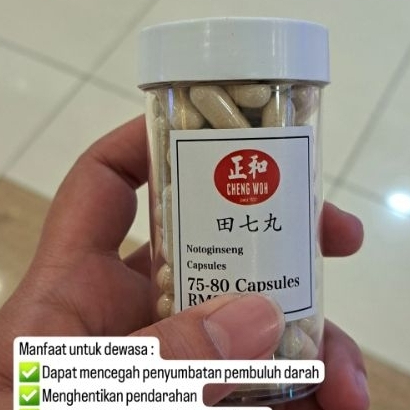 正和
CHENG WOH
田七丸
Notoginseng
Capsules
75-80 Capsules
Manfaat untuk dewasa :
✅ Dapat mencegah penyumbatan pembuluh darah
✅ Menghentikan pendarahan